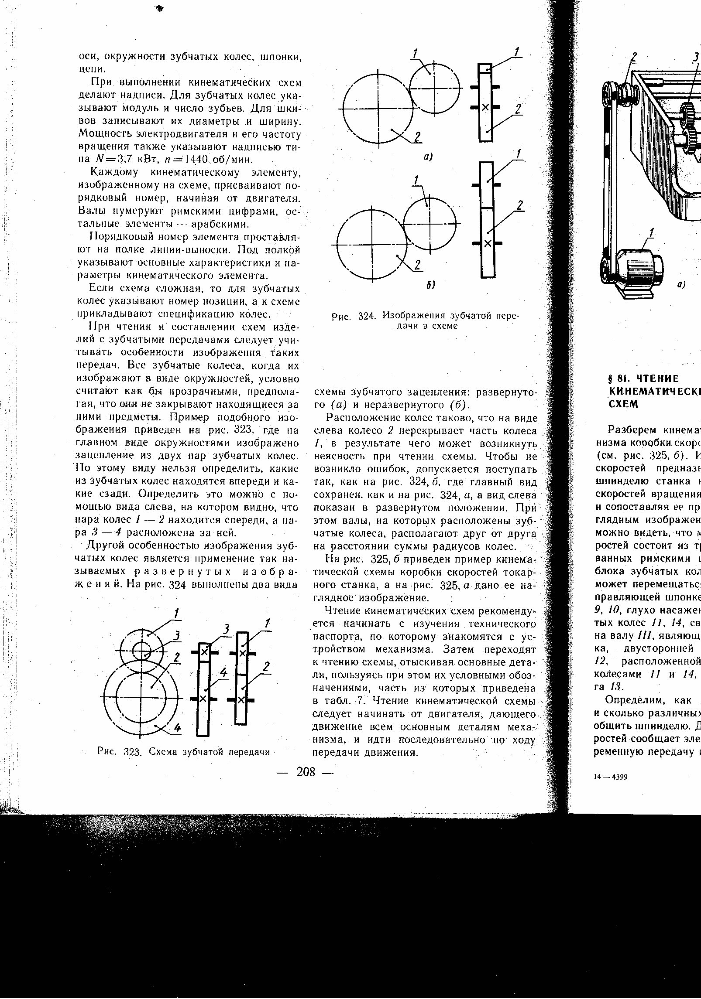 оси, окружности зубчатых колес, шпонки,
цепи.
При выполнении кинематических схем
делают надписи. Для зубчатых колес ука-
зывают модуль и число зубьев. Для шки-
вов записывают их диаметры и ширину.
Мощность электродвигателя и его частоту
вращения также указывают надписью ти-
па N=3,7 кВт, n=1440 об/мин.
Каждому кинематическому элементу,
изображенному на схеме, присваивают по-
рядковый номер, начиная от двигателя.
Валы нумеруют римскими цифрами, ос-
тальные элементы — арабскими.
Порядковый номер элемента проставля-
ют на полке линии-выноски. Под полкой
указывают основные характеристики и па-
раметры кинематического элемента.
Если схема сложная, то для зубчатых
колес указывают номер позиции, а к схеме
прикладывают спецификацию колес.
При чтении и составлении схем изде-
лий с зубчатыми передачами следует учи-
тывать особенности изображения таких
передач. Все зубчатые колеса, когда их
изображают в виде окружностей, условно
считают как бы прозрачными, предпола-
гая, что они не закрывают находящиеся за
ними предметы. Пример подобного изо-
бражения приведен на рис. 323, где на
главном виде окружностями изображено
зацепление из двух пар зубчатых колес.
По этому виду нельзя определить, какие
из зубчатых колес находятся впереди и ка-
кие сзади. Определить это можно с по-
мощью вида слева, на котором видно, что
пара колес 1 — 2 находится спереди, а па-
ра 3 — 4 расположена за ней.
Другой особенностью изображения зуб-
чатых колес является применение так на-
зываемых развернутых изобра-
жений. На рис. 324 выполнены два вида
1
3
2
4
3
4
1
2
Рис. 323. Схема зубчатой передачи
1
2
1
2
а)
1
2
1
2
б)
Рис. 324. Изображения зубчатой пере-
дачи в схеме
схемы зубчатого зацепления: развернуто-
го (а) и неразвернутого (б).
Расположение колес таково, что на виде
слева колесо 2 перекрывает часть колеса
1, в результате чего может возникнуть
неясность при чтении схемы. Чтобы не
возникло ошибок, допускается поступать
так, как на рис. 324, б, где главный вид
сохранен, как и на рис. 324, а, а вид слева
показан в развернутом положении. При
этом валы, на которых расположены зуб-
чатые колеса, располагают друг от друга
на расстоянии суммы радиусов колес.
На рис. 325, б приведен пример кинема-
тической схемы коробки скоростей токар-
ного станка, а на рис. 325, а дано ее на-
глядное изображение.
Чтение кинематических схем рекоменду-
ется начинать с изучения технического
паспорта, по которому знакомятся с ус-
тройством механизма. Затем переходят
к чтению схемы, отыскивая основные дета-
ли, пользуясь при этом их условными обоз-
начениями, часть из которых приведена
в табл. 7. Чтение кинематической схемы
следует начинать от двигателя, дающего
движение всем основным деталям меха-
низма, и идти последовательно по ходу
передачи движения.
— 208 —
2
3
1
а)
§ 81. ЧТЕНИЕ
КИНЕМАТИЧЕСКИ
СХЕМ
Разберем кинема
низма коробки скоро
(см. рис. 325, б).
скоростей предназн
шпинделю станка
скоростей вращения
и сопоставляя ее пр
глядным изображен
можно видеть, что м
ростей состоит из т
ванных римскими
блока зубчатых кол
может перемещатьс
правляющей шпонке
9, 10, глухо насажен
тых колес 11, 14, св
на валу III, являющ
ка, двусторонней
12, расположенной
колесами 11 и 14,
га 13.
Определим, как
и сколько различных
общить шпинделю. Д
ростей сообщает эле
ременную передачу
14—4399